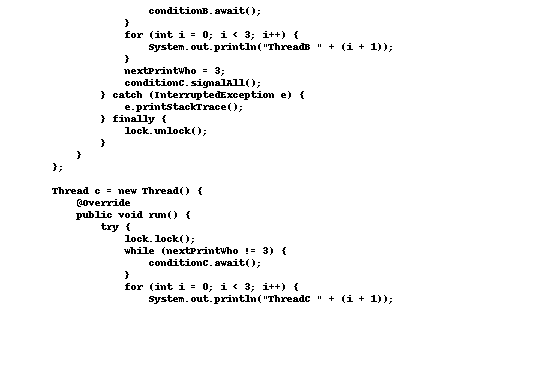 conditionB.await();
}
for (int i = 0; i < 3; i++) {
System.out.println("ThreadB " + (i + 1));
}
nextPrintWho = 3;
conditionC.signalAll();
} catch (InterruptedException e) {
e.printStackTrace();
} finally {
lock.unlock();
}
}
};
Thread c = new Thread() {
@Override
public void run() {
try {
lock.lock();
while (nextPrintWho != 3) {
conditionC.await();
}
for (int i = 0; i < 3; i++) {
System.out.println("ThreadC " + (i + 1));